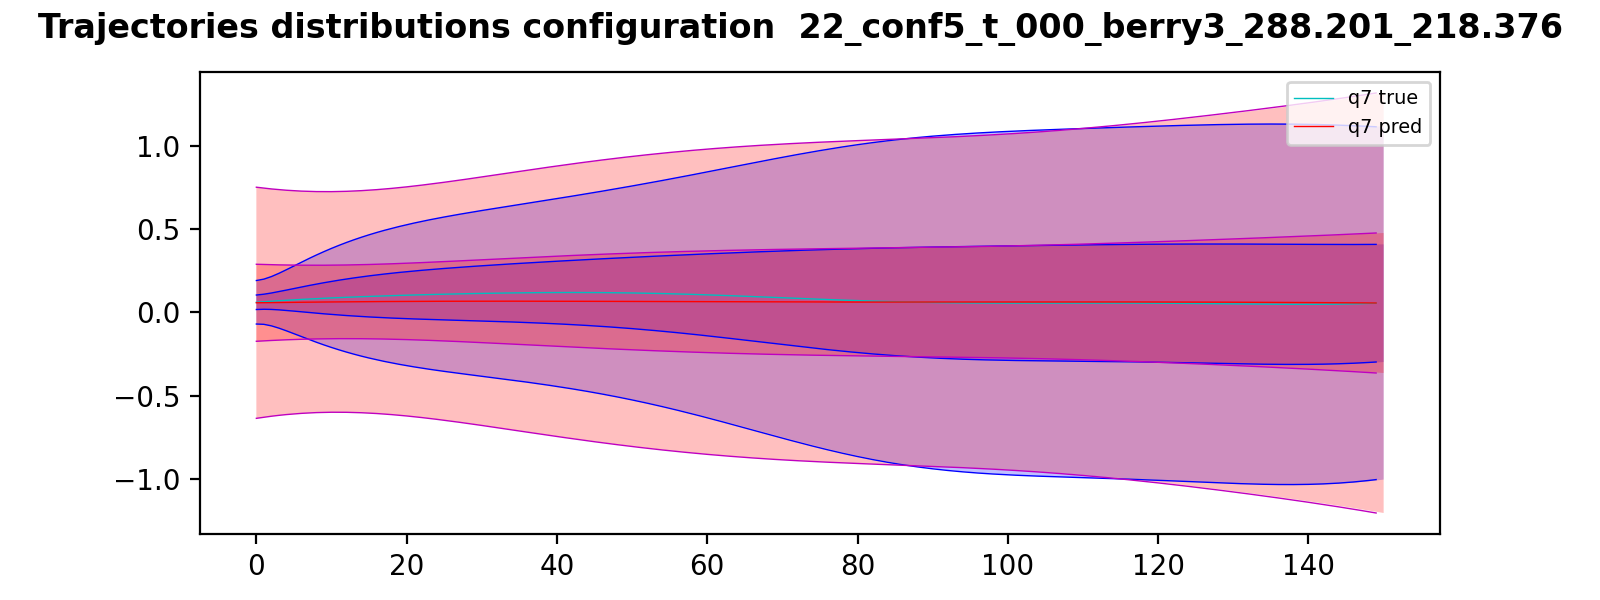 Trajectories distributions configuration  22_conf5_t_000_berry3_288.201_218.376
q7 true
q7 pred
1.0
0.5
0.0
−0.5
−1.0
0 20 40 60 80 100 120 140